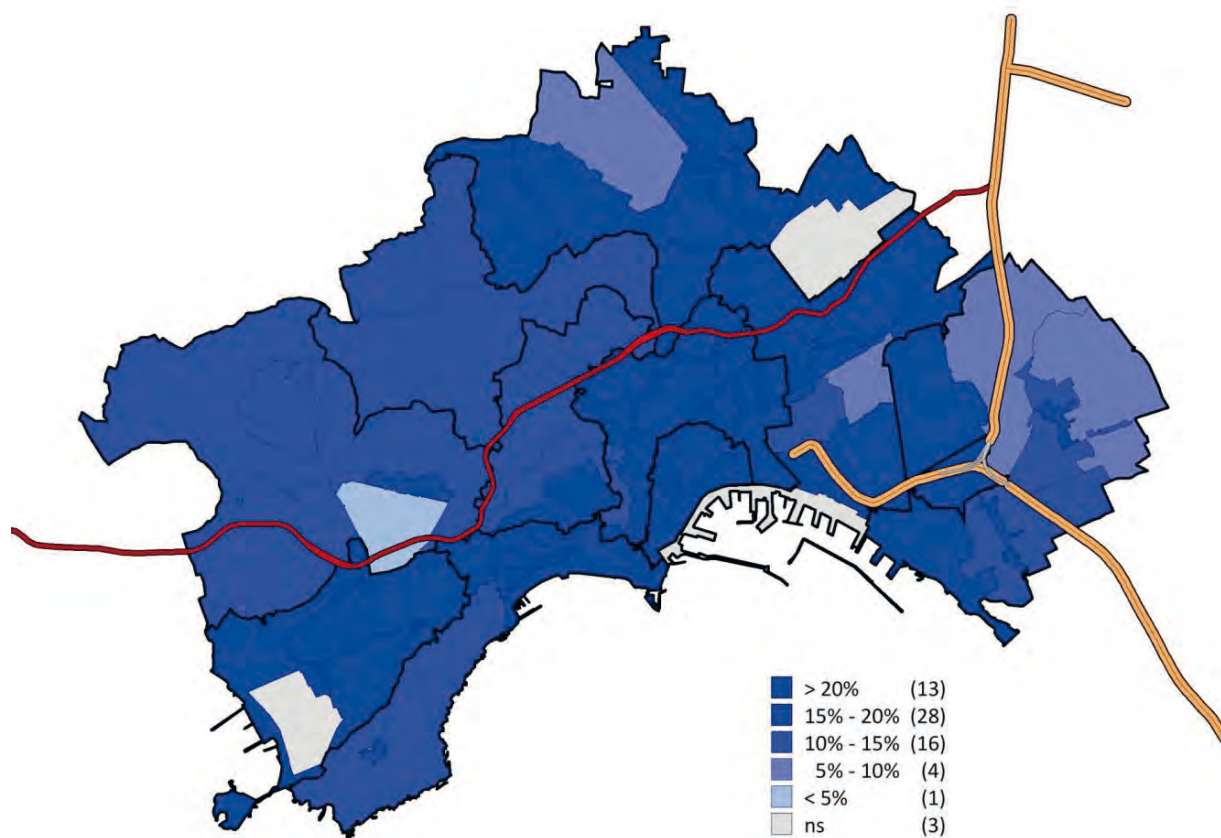 > 20% (13)
15% - 20% (28)
10% - 15% (16)
5% - 10% (4)
< 5% (1)
ns (3)